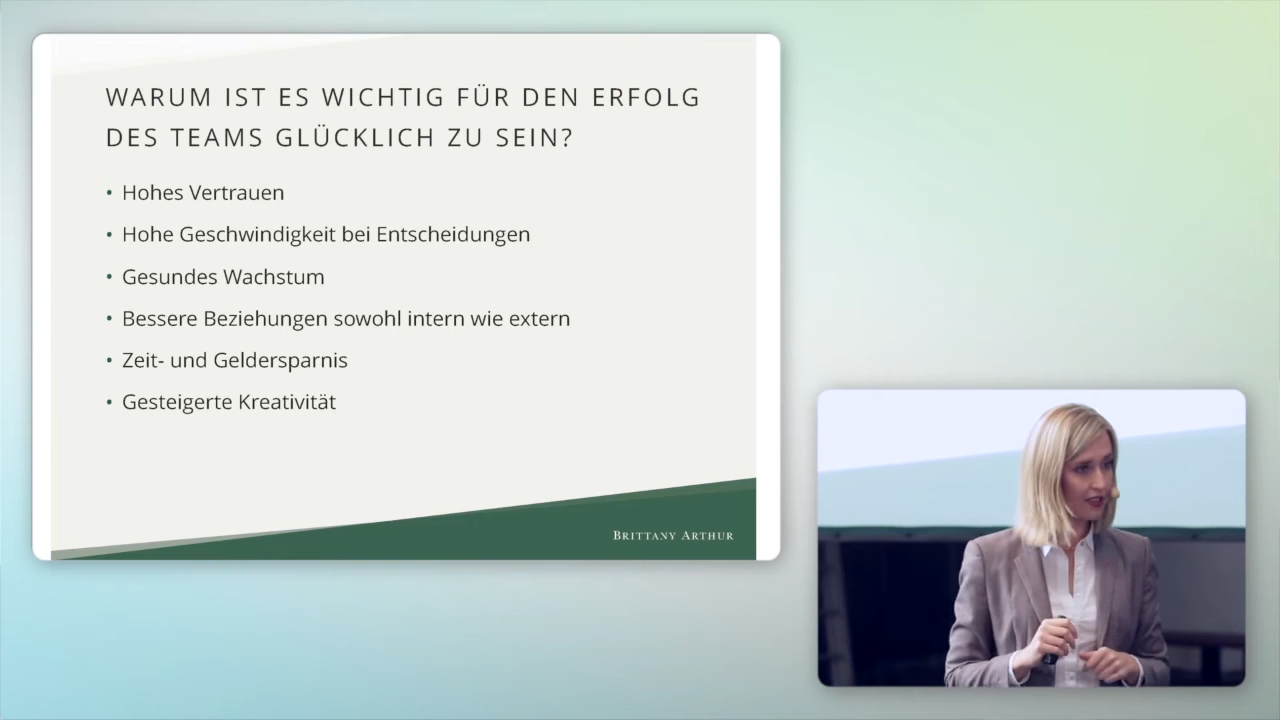 WARUM IST ES WICHTIG FÜR DEN ERFOLG
DES TEAMS GLÜCKLICH ZU SEIN?
• Hohes Vertrauen
• Hohe Geschwindigkeit bei Entscheidungen
• Gesundes Wachstum
• Bessere Beziehungen sowohl intern wie extern
• Zeit- und Geldersparnis
• Gesteigerte Kreativität
BRITTANY ARTHUR